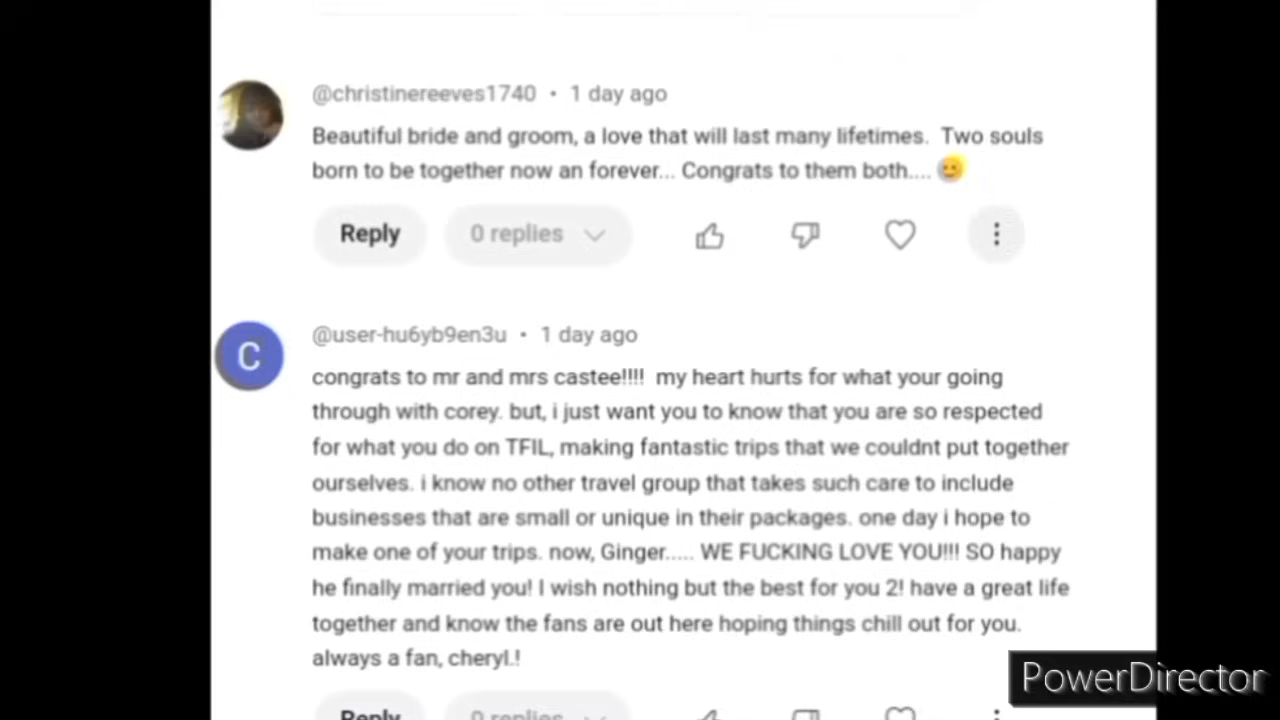 @christinereeves1740 • 1 day ago
Beautiful bride and groom, a love that will last many lifetimes.  Two souls
born to be together now an forever... Congrats to them both.... 😊
Reply
0 replies
@user-hu6yb9en3u • 1 day ago
C
congrats to mr and mrs castee!!!!  my heart hurts for what your going
through with corey. but, i just want you to know that you are so respected
for what you do on TFIL, making fantastic trips that we couldnt put together
ourselves. i know no other travel group that takes such care to include
businesses that are small or unique in their packages. one day i hope to
make one of your trips. now, Ginger..... WE FUCKING LOVE YOU!!! SO happy
he finally married you! I wish nothing but the best for you 2! have a great life
together and know the fans are out here hoping things chill out for you.
always a fan, cheryl.!
PowerDirector
Reply
0 replies